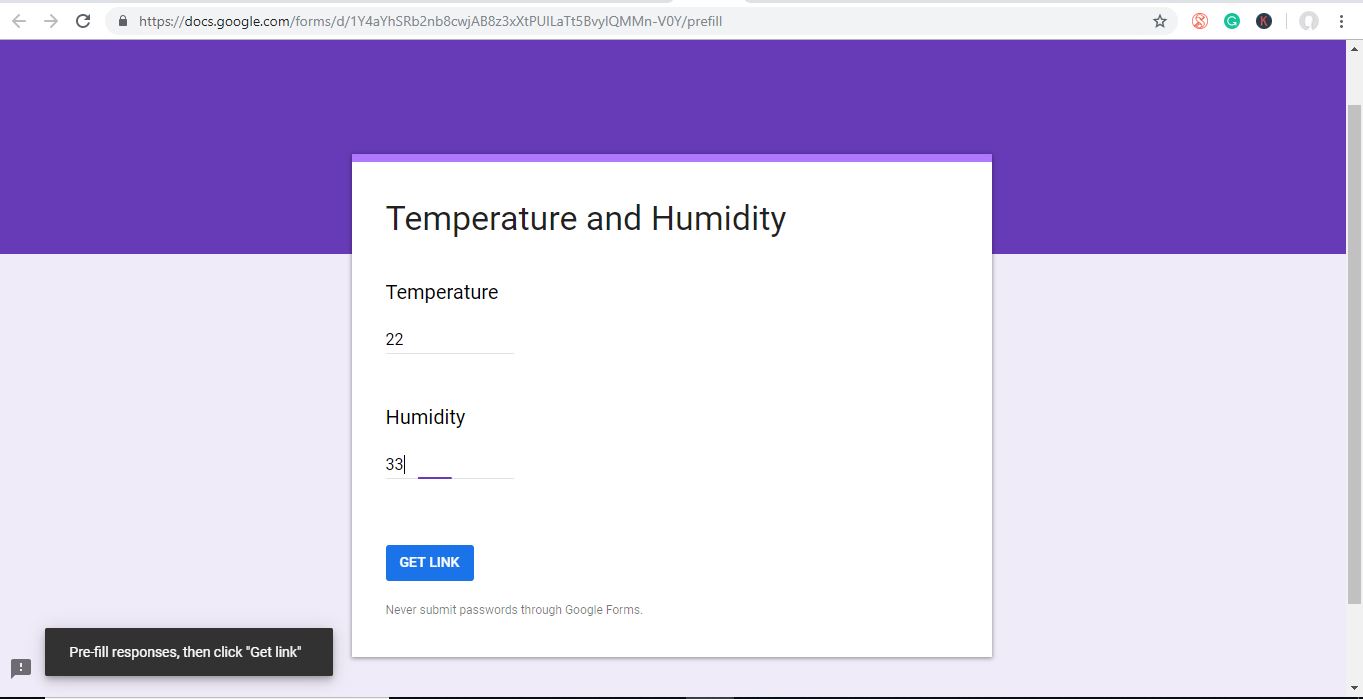 https://docs.google.com/forms/d/1Y4aYhSRb2nb8cwjAB8z3xXtPUILaTt5BvyIQMMn-V0Y/prefill
K
Temperature and Humidity
Temperature
22
Humidity
33
GET LINK
Never submit passwords through Google Forms.
Pre-fill responses, then click "Get link"